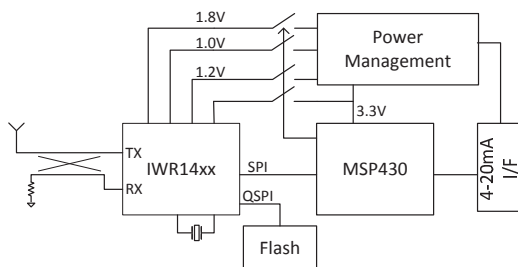 1.8V
1.0V
1.2V
Power
Management
3.3V
TX
RX
IWR14xx
SPI
QSPI
MSP430
4-20mA
I/F
Flash